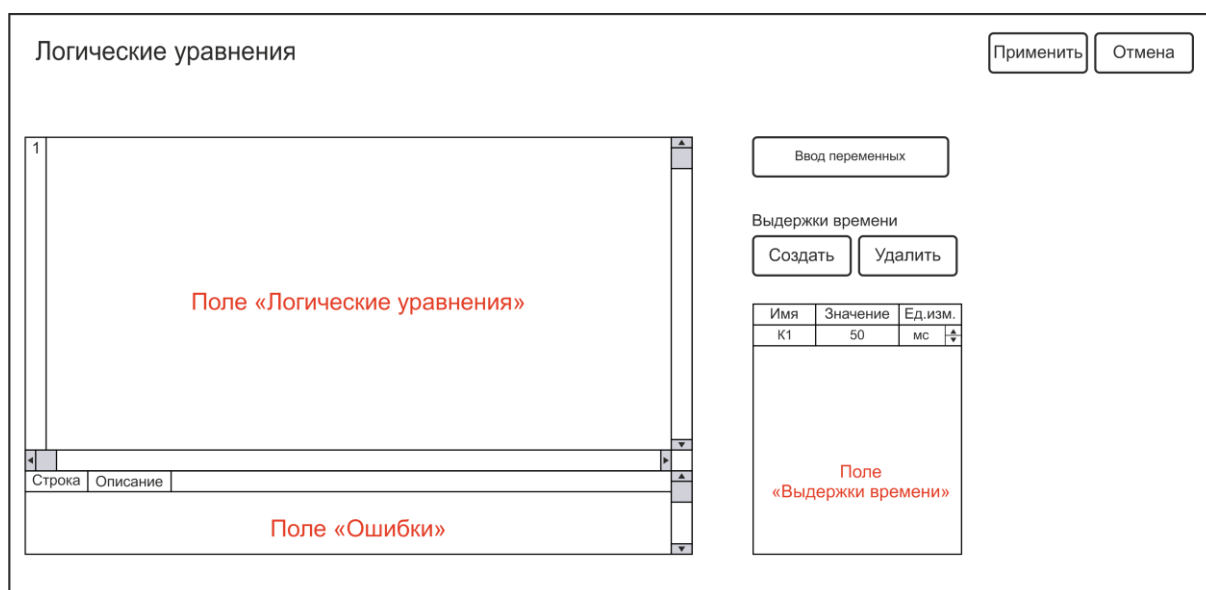 Логические уравнения
Применить
Отмена
1
Ввод переменных
Выдержки времени
Создать
Удалить
Поле «Логические уравнения»
Имя Значение Ед.изм.
К1 50 мс
Поле
«Выдержки времени»
Строка Описание
Поле «Ошибки»